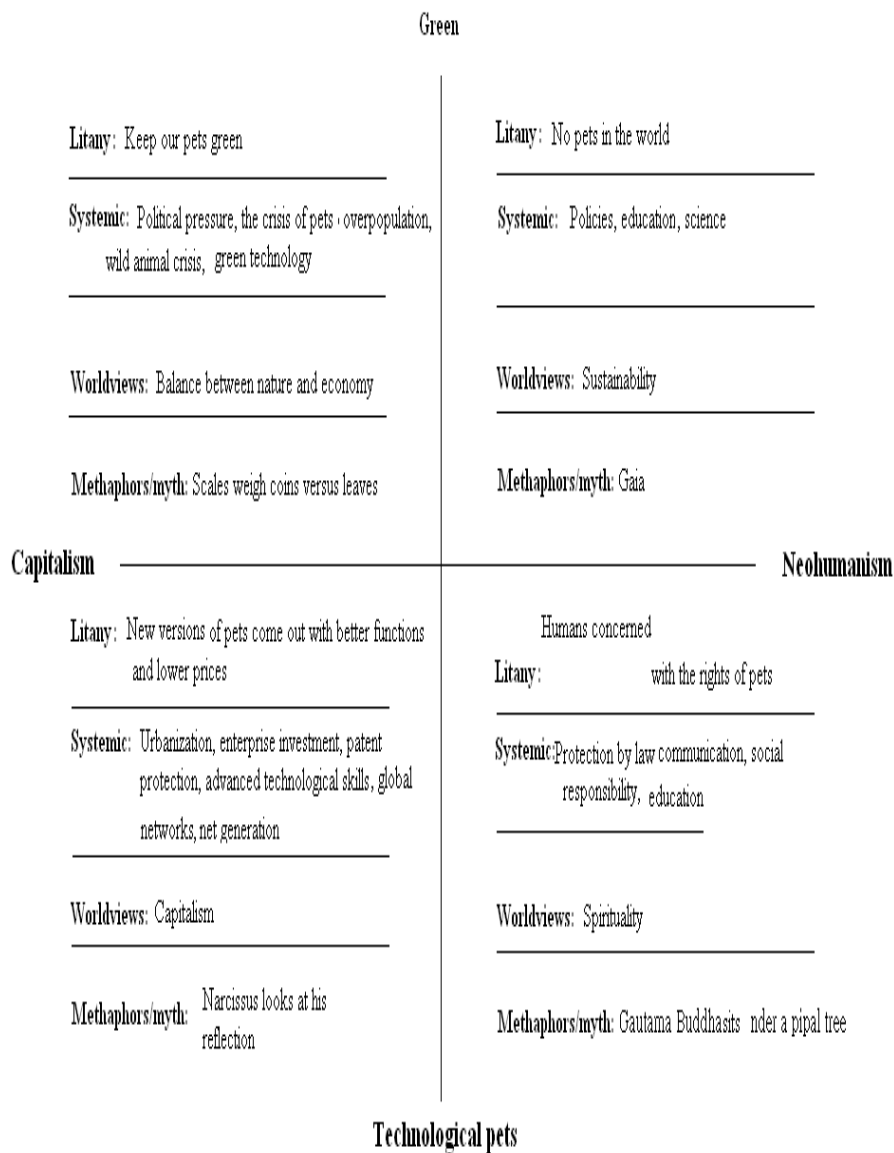 Green
Litany: Keep our pets green
Systemic: Political pressure, the crisis of pets - overpopulation,
wild animal crisis, green technology
Worldviews: Balance between nature and economy
Methaphors/myth: Scales weigh coins versus leaves
Litany: No pets in the world
Systemic: Policies, education, science
Worldviews: Sustainability
Methaphors/myth: Gaia
Capitalism
Neohumanism
Litany: New versions of pets come out with better functions
and lower prices
Systemic: Urbanization, enterprise investment, patent
protection, advanced technological skills, global
networks, net generation
Worldviews: Capitalism
Methaphors/myth: Narcissus looks at his
reflection
Humans concerned
Litany: with the rights of pets
Systemic: Protection by law communication, social
responsibility, education
Worldviews: Spirituality
Methaphors/myth: Gautama Buddhasits nder a pipal tree
Technological pets